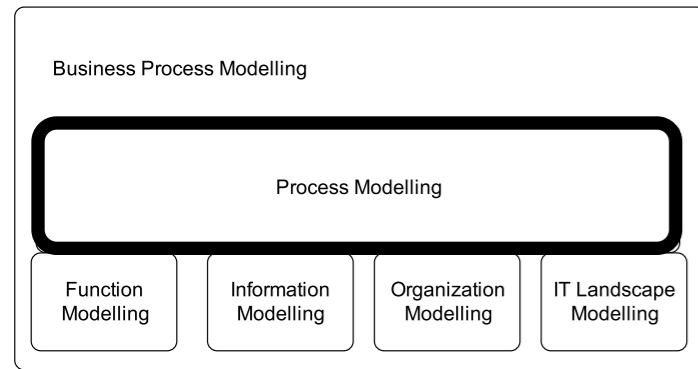 Business Process Modelling
Process Modelling
Function
Modelling
Information
Modelling
Organization
Modelling
IT Landscape
Modelling